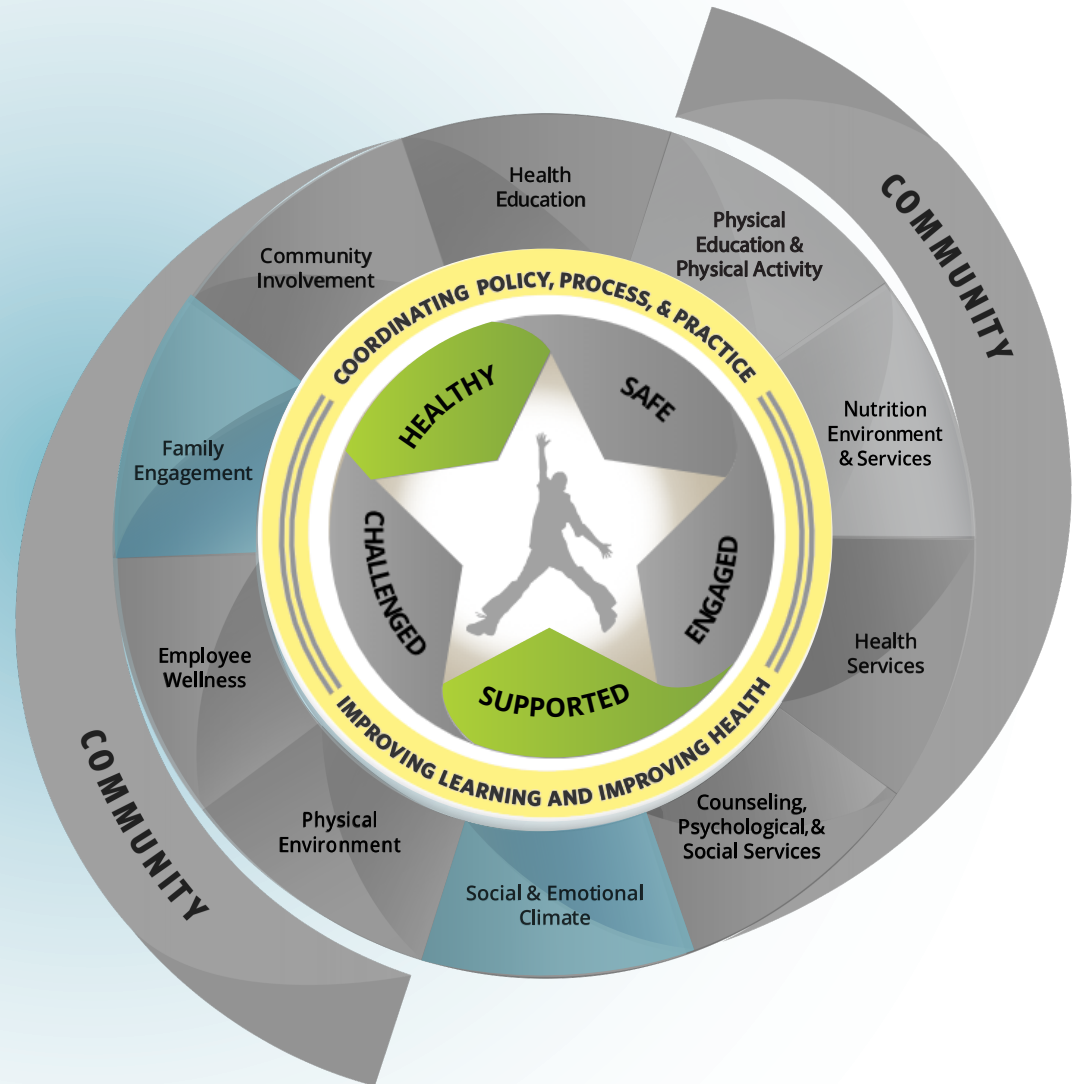 COMMUNITY
Health
Education
Physical
Education &
Physical Activity
Nutrition
Environment
& Services
Health
Services
Counseling,
Psychological,&
Social Services
Social & Emotional
Climate
Physical
Environment
Employee
Wellness
Family
Engagement
Community
Involvement
COMMUNITY
COORDINATING POLICY, PROCESS, & PRACTICE
IMPROVING LEARNING AND IMPROVING HEALTH
HEALTHY
SAFE
ENGAGED
SUPPORTED
CHALLENGED